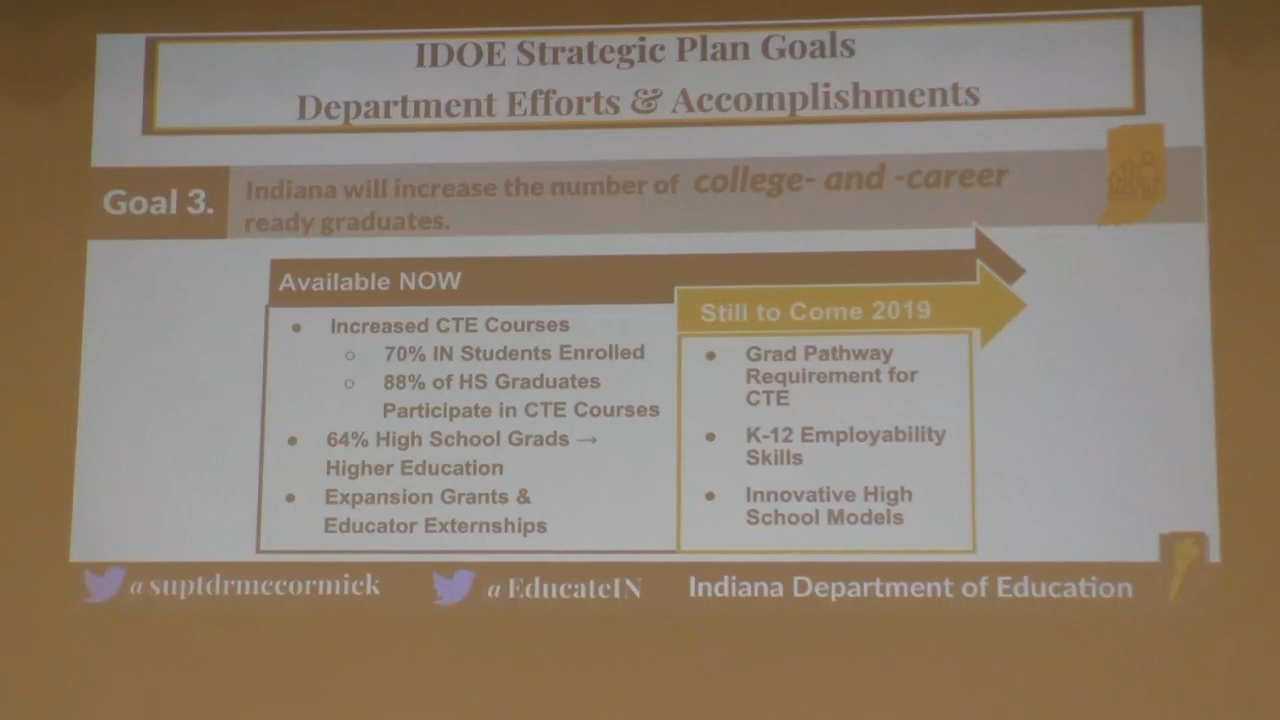 IDOE Strategic Plan Goals
Department Efforts & Accomplishments
Goal 3.
Indiana will increase the number of college- and -career
ready graduates.
Available NOW
● Increased CTE Courses
○ 70% IN Students Enrolled
○ 88% of HS Graduates
Participate in CTE Courses
● 64% High School Grads →
Higher Education
● Expansion Grants &
Educator Externships
Still to Come 2019
● Grad Pathway
Requirement for
CTE
● K-12 Employability
Skills
● Innovative High
School Models
@suptdrmccormick
@EducateIN
Indiana Department of Education